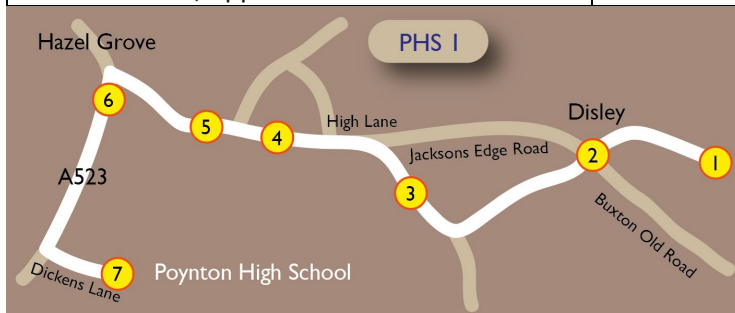 Hazel Grove
PHS 1
High Lane
Disley
6
5
4
Jacksons Edge Road
2
1
A523
3
Buxton Old Road
Dickens Lane
7
Poynton High School